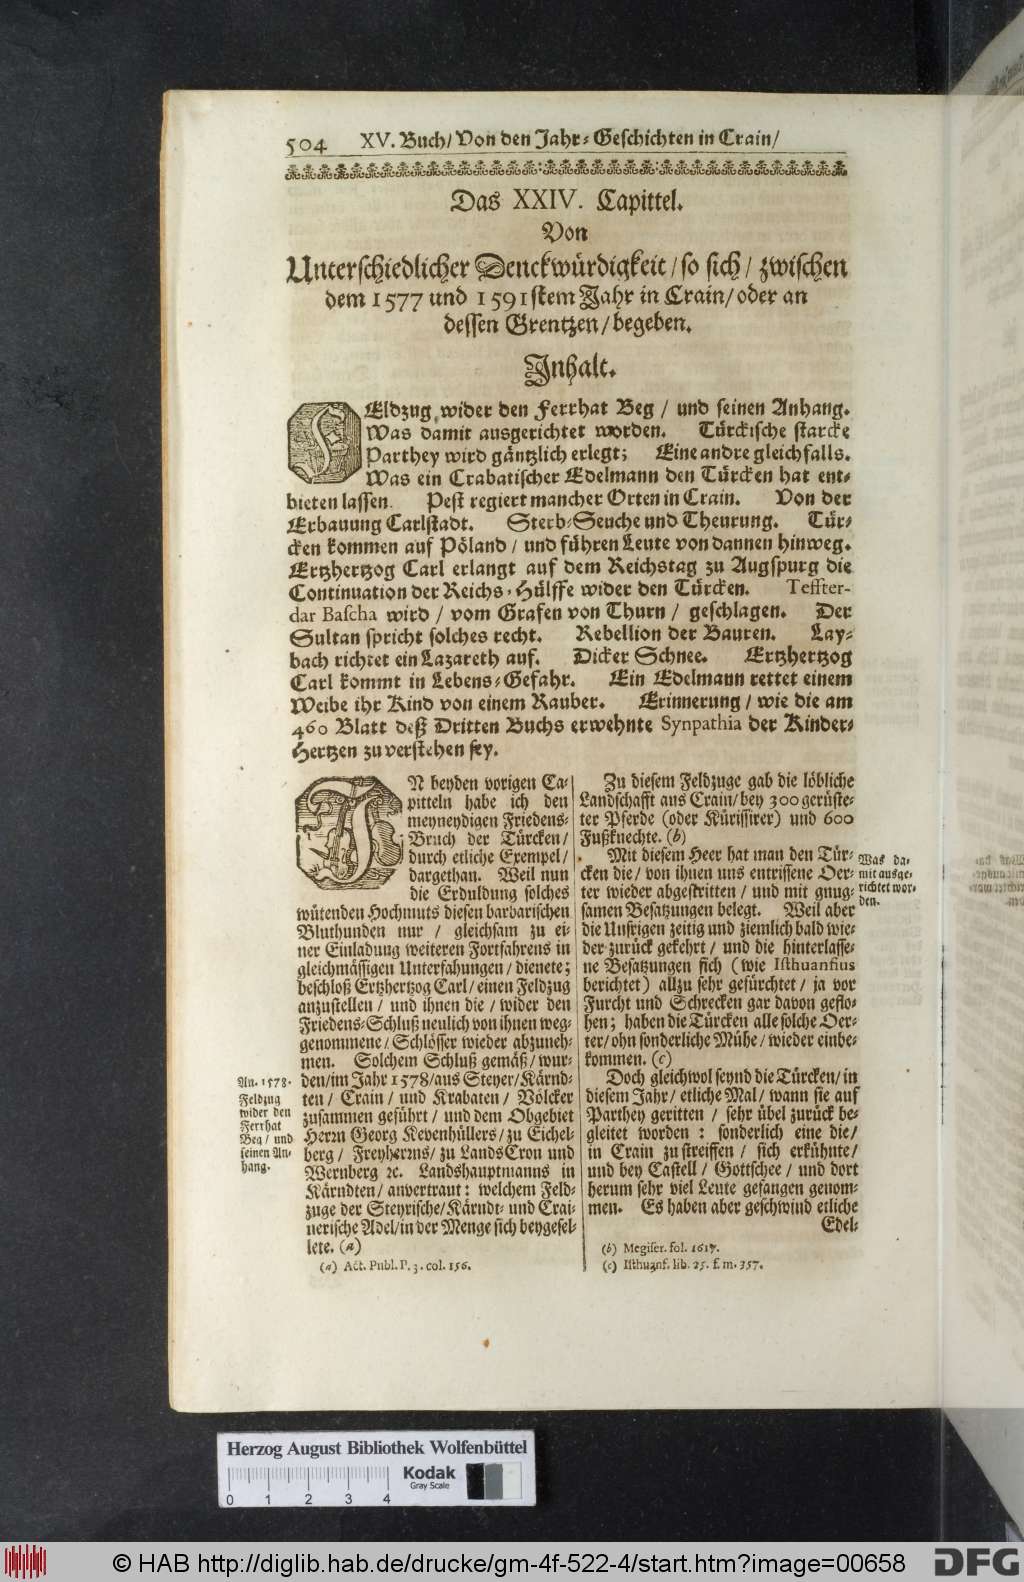 504 XV. Buch/ Von den Jahr-Geschichten in Crain/
Das XXIV. Capittel.
Von
Unterschiedlicher Denckwürdigkeit/ so sich/ zwischen
dem 1577 und 1591stem Jahr in Crain/ oder an
dessen Grentzen/ begeben.
Inhalt.
FEldzug wider den Ferrhat Beg / und seinen Anhang.
Was damit ausgerichtet worden. Türckische starcke
Parthey wird gäntzlich erlegt; Eine andre gleichfalls.
Was ein Crabatischer Edelmann den Türcken hat ent-
bieten lassen. Pest regiert mancher Orten in Crain. Von der
Erbauung Carlstadt. Sterb-Seuche und Theurung. Tür-
cken kommen auf Pöland / und führen Leute von dannen hinweg.
Ertzhertzog Carl erlangt auf dem Reichstag zu Augspurg die
Continuation der Reichs-Hülffe wider den Türcken. Teffter-
dar Bascha wird / vom Grafen von Thurn / geschlagen. Der
Sultan spricht solches recht. Rebellion der Bauren. Lay-
bach richtet ein Lazareth auf. Dicker Schnee. Ertzhertzog
Carl kommt in Lebens-Gefahr. Ein Edelmann rettet einem
Weibe ihr Kind von einem Rauber. Erinnerung / wie die am
460 Blatt deß Dritten Buchs erwehnte Synpathia der Kinder-
Hertzen zu verstehen sey.
IN beyden vorigen Ca-
pitteln habe ich den
meyneydigen Friedens-
Bruch der Türcken/
durch etliche Exempel/
dargethan. Weil nun
die Erduldung solches
wütenden Hochmuts diesen barbarischen
Bluthunden nur / gleichsam zu ei-
ner Einladung weiteren Fortfahrens in
gleichmässigen Unterfahungen / dienete;
beschloß Ertzhertzog Carl/ einen Feldzug
anzustellen / und ihnen die / wider den
Friedens-Schluß neulich von ihnen weg-
genommene/ Schlösser wieder abzuneh-
men. Solchem Schluß gemäß/ wur-
den/ im Jahr 1578/ aus Steyer/ Kärnd-
ten / Crain / und Krabaten / Völcker
zusammen geführt / und dem Obgebiet
Herrn Georg Kevenhüllers/ zu Eichel-
berg / Freyherrns/ zu LandsCron und
Wernberg ꝛc. Landshauptmanns in
Kärndten/ anvertraut: welchem Feld-
zuge der Steyrische/ Kärndt- und Crai-
nerische Adel/ in der Menge sich beygesel-
lete. (a)
(a) Act. Publ. P. 3. col. 156.
An. 1578.
Feldzug
wider den
Ferrhat
Beg / und
seinen An-
hang.
Zu diesem Feldzuge gab die löbliche
Landschafft aus Crain/ bey 300 gerüste-
ter Pferde (oder Kürissirer) und 600
Fußknechte. (b)
Mit diesem Heer hat man den Tür-
cken die/ von ihnen uns entrissene Oer-
ter wieder abgestritten / und mit gnug-
samen Besatzungen belegt. Weil aber
die Unsrigen zeitig und ziemlich bald wie-
der zurück gekehrt / und die hinterlasse-
ne Besatzungen sich (wie Isthuanfius
berichtet) allzu sehr gefürchtet / ja vor
Furcht und Schrecken gar davon geflo-
hen; haben die Türcken alle solche Oer-
ter/ ohn sonderliche Mühe/ wieder einbe-
kommen. (c)
Doch gleichwol seynd die Türcken/ in
diesem Jahr/ etliche Mal/ wann sie auf
Parthey geritten / sehr übel zurück be-
gleitet worden: sonderlich eine die/
in Crain zu streiffen / sich erkühnte/
und bey Castell / Gottschee / und dort
herum sehr viel Leute gefangen genom-
men. Es haben aber geschwind etliche
Edel-
(b) Megiser. fol. 1617.
(c) Isthuanf. lib. 25. f. m. 357.
Was da-
mit ausge-
richtet wor-
den.
Herzog August Bibliothek Wolfenbüttel
0 1 2 3 4
Kodak
Gray Scale
© HAB http://diglib.hab.de/drucke/gm-4f-522-4/start.htm?image=00658
DFG